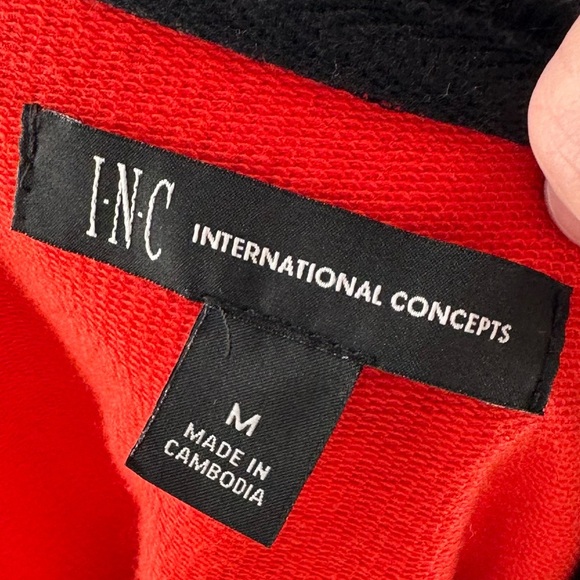 I·N·C INTERNATIONAL CONCEPTS
M
MADE IN
CAMBODIA